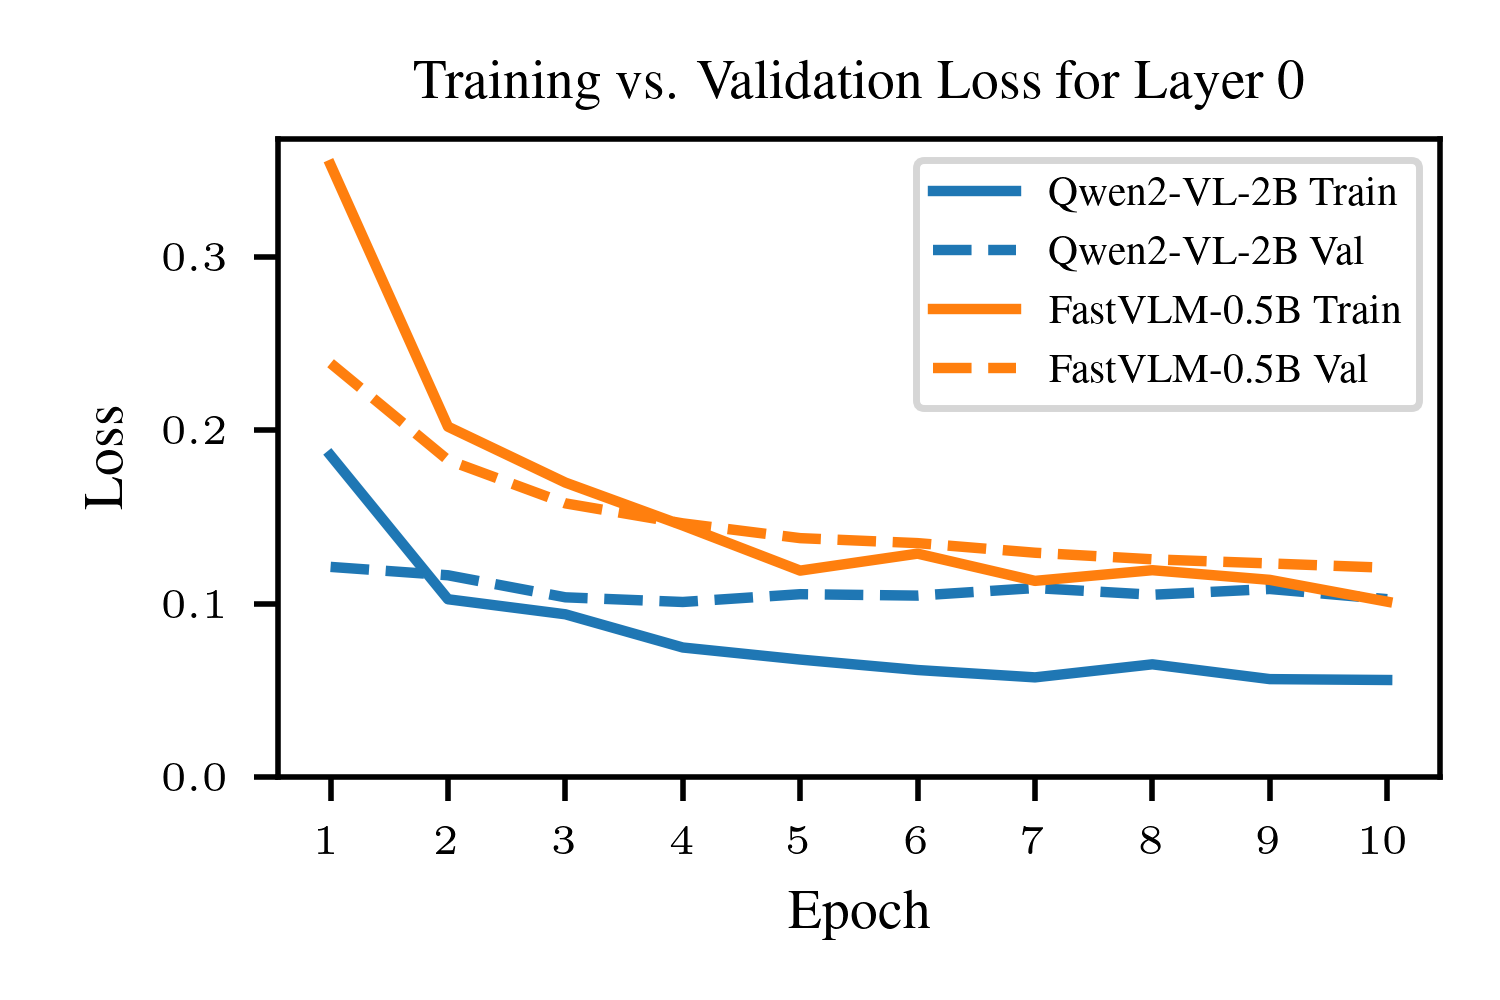 Training vs. Validation Loss for Layer 0
Qwen2-VL-2B Train
Qwen2-VL-2B Val
FastVLM-0.5B Train
FastVLM-0.5B Val
Loss
0.3
0.2
0.1
0.0
1 2 3 4 5 6 7 8 9 10
Epoch